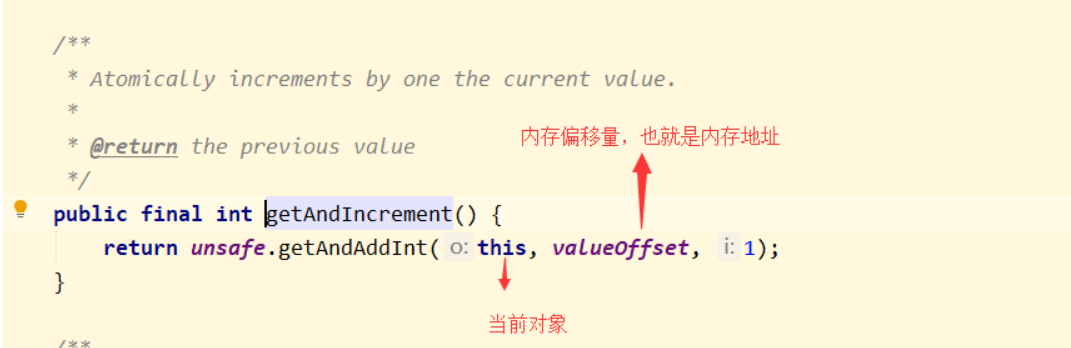 /**
* Atomically increments by one the current value.
*
* @return the previous value
内存偏移量，也就是内存地址
*/
public final int getAndIncrement() {
return unsafe.getAndAddInt( o: this, valueOffset, i: 1);
}
当前对象
/**